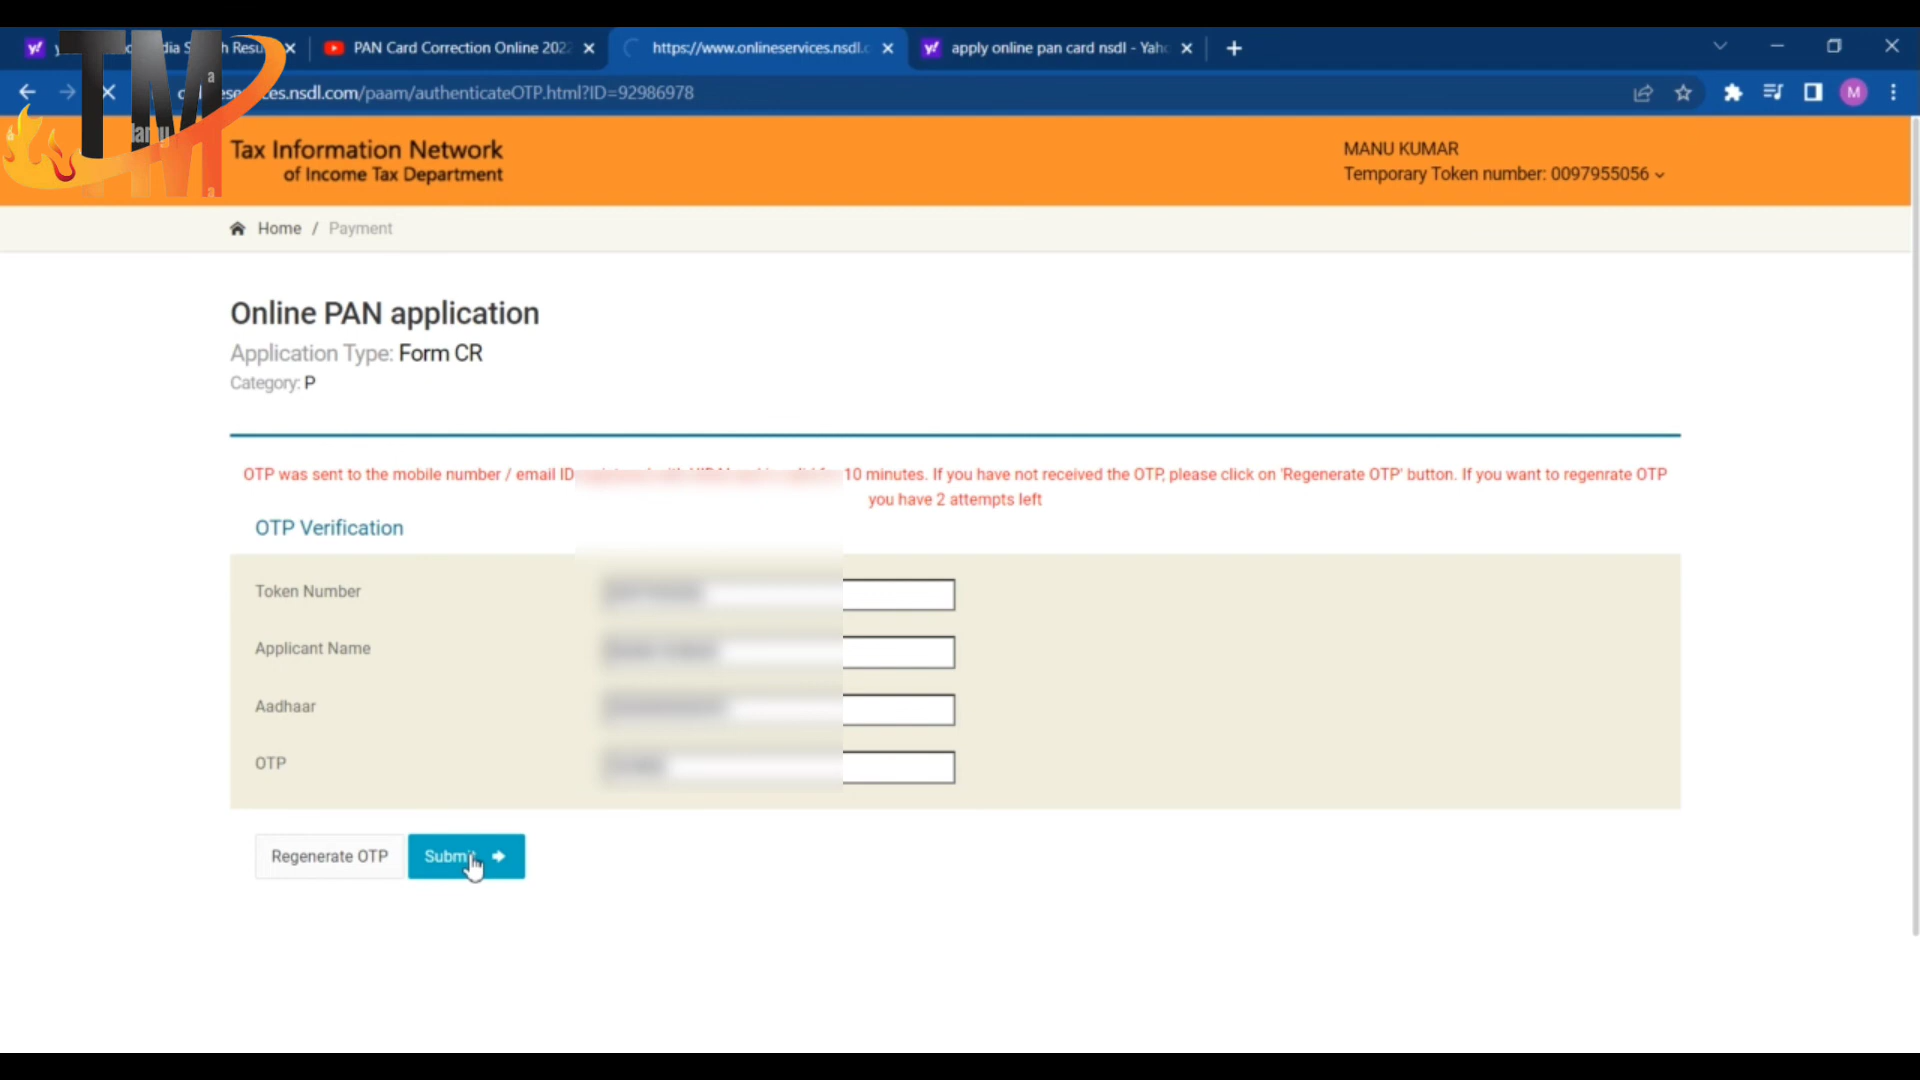 PAN Card Correction Online 202
https://www.onlineservices.nsdl.c
apply online pan card nsdl - Yaho
ces.nsdl.com/paam/authenticateOTP.html?ID=92986978
M
TM
Tax Information Network
of Income Tax Department
MANU KUMAR
Temporary Token number: 0097955056
Home / Payment
Online PAN application
Application Type: Form CR
Category: P
OTP was sent to the mobile number / email ID 10 minutes. If you have not received the OTP, please click on 'Regenerate OTP' button. If you want to regenrate OTP
you have 2 attempts left
OTP Verification
Token Number
Applicant Name
Aadhaar
OTP
Regenerate OTP
Submit